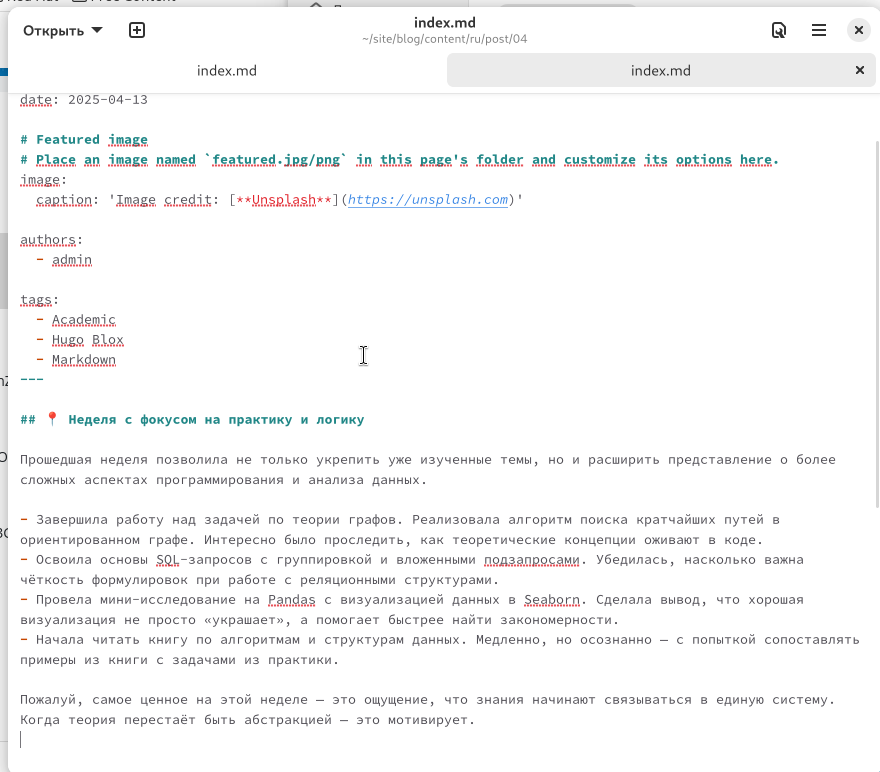 Открыть
index.md
~/site/blog/content/ru/post/04
index.md
index.md
date: 2025-04-13
# Featured image
# Place an image named `featured.jpg/png` in this page's folder and customize its options here.
image:
caption: 'Image credit: [**Unsplash**](https://unsplash.com)'
authors:
- admin
tags:
- Academic
- Hugo Blox
- Markdown
---
## 📍 Неделя с фокусом на практику и логику
Прошедшая неделя позволила не только укрепить уже изученные темы, но и расширить представление о более
сложных аспектах программирования и анализа данных.
- Завершила работу над задачей по теории графов. Реализовала алгоритм поиска кратчайших путей в
ориентированном графе. Интересно было проследить, как теоретические концепции оживают в коде.
- Освоила основы SQL-запросов с группировкой и вложенными подзапросами. Убедилась, насколько важна
чёткость формулировок при работе с реляционными структурами.
- Провела мини-исследование на Pandas с визуализацией данных в Seaborn. Сделала вывод, что хорошая
визуализация не просто «украшает», а помогает быстрее найти закономерности.
- Начала читать книгу по алгоритмам и структурам данных. Медленно, но осознанно — с попыткой сопоставлять
примеры из книги с задачами из практики.
Пожалуй, самое ценное на этой неделе — это ощущение, что знания начинают связываться в единую систему.
Когда теория перестаёт быть абстракцией — это мотивирует.